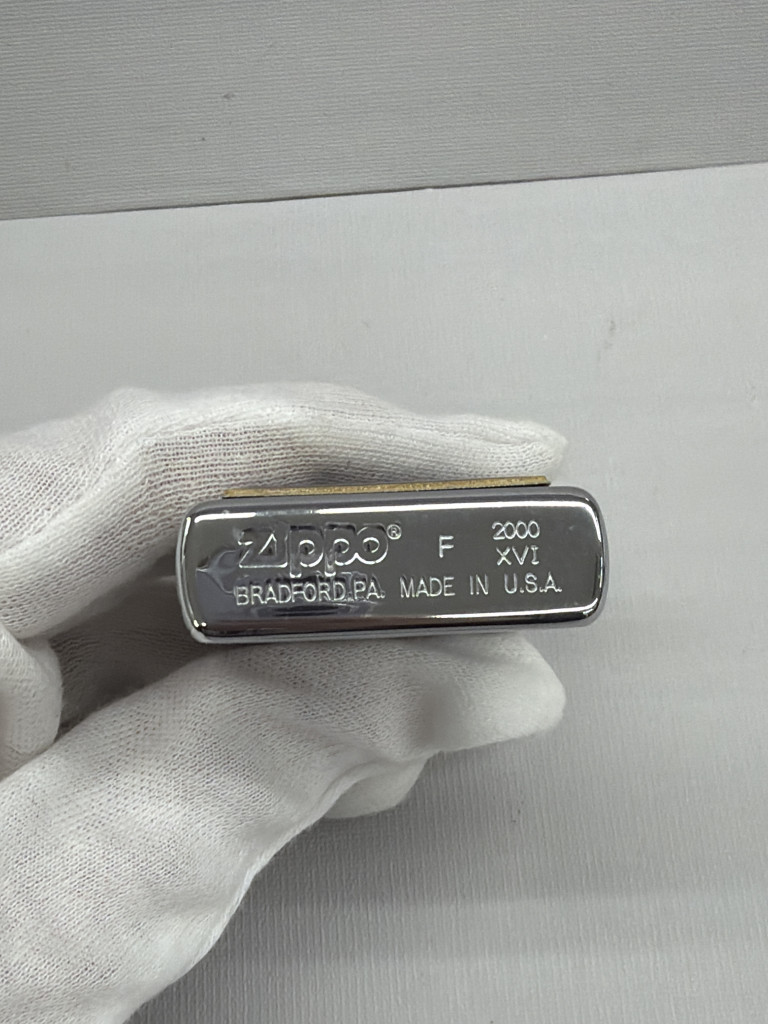 Zippo® F 2000
XVI
BRADFORD.PA. MADE IN U.S.A.